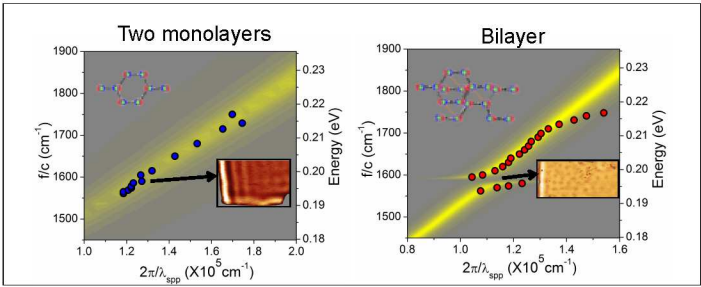 Two monolayers
1900
1800
1700
1600
1500
f/c (cm⁻¹)
0.23
0.22
0.21
0.20
0.19
0.18
Energy (eV)
1.0 1.2 1.4 1.6 1.8 2.0
2π/λspp (X10⁵cm⁻¹)
Bilayer
1900
1800
1700
1600
1500
f/c (cm⁻¹)
0.23
0.22
0.21
0.20
0.19
0.18
Energy (eV)
0.8 1.0 1.2 1.4 1.6
2π/λspp (X10⁵cm⁻¹)